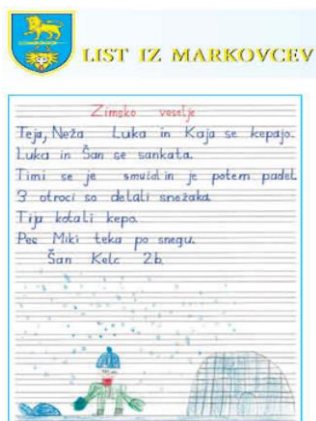 LIST IZ MARKOVCEV
Zimsko veselje
Teja, Neža Luka in Kaja se kepajo.
Luka in Šan se sankata.
Timi se je smučal in je potem padel.
3 otroci so delali snežaka.
Tija kotali kepo.
Pes Miki teka po snegu.
Šan Kelc 2.b